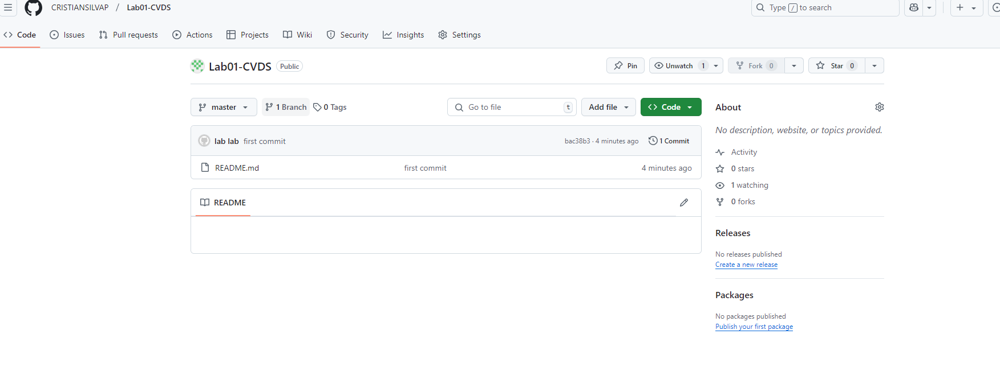 CRISTIANSILVAP / Lab01-CVDS
Type / to search
Code Issues Pull requests Actions Projects Wiki Security Insights Settings
Lab01-CVDS Public
Pin Unwatch 1 Fork 0 Star 0
master 1 Branch 0 Tags Go to file t Add file Code
lab lab first commit bac38b3 · 4 minutes ago 1 Commit
README.md first commit 4 minutes ago
README
About
No description, website, or topics provided.
Activity
0 stars
1 watching
0 forks
Releases
No releases published
Create a new release
Packages
No packages published
Publish your first package